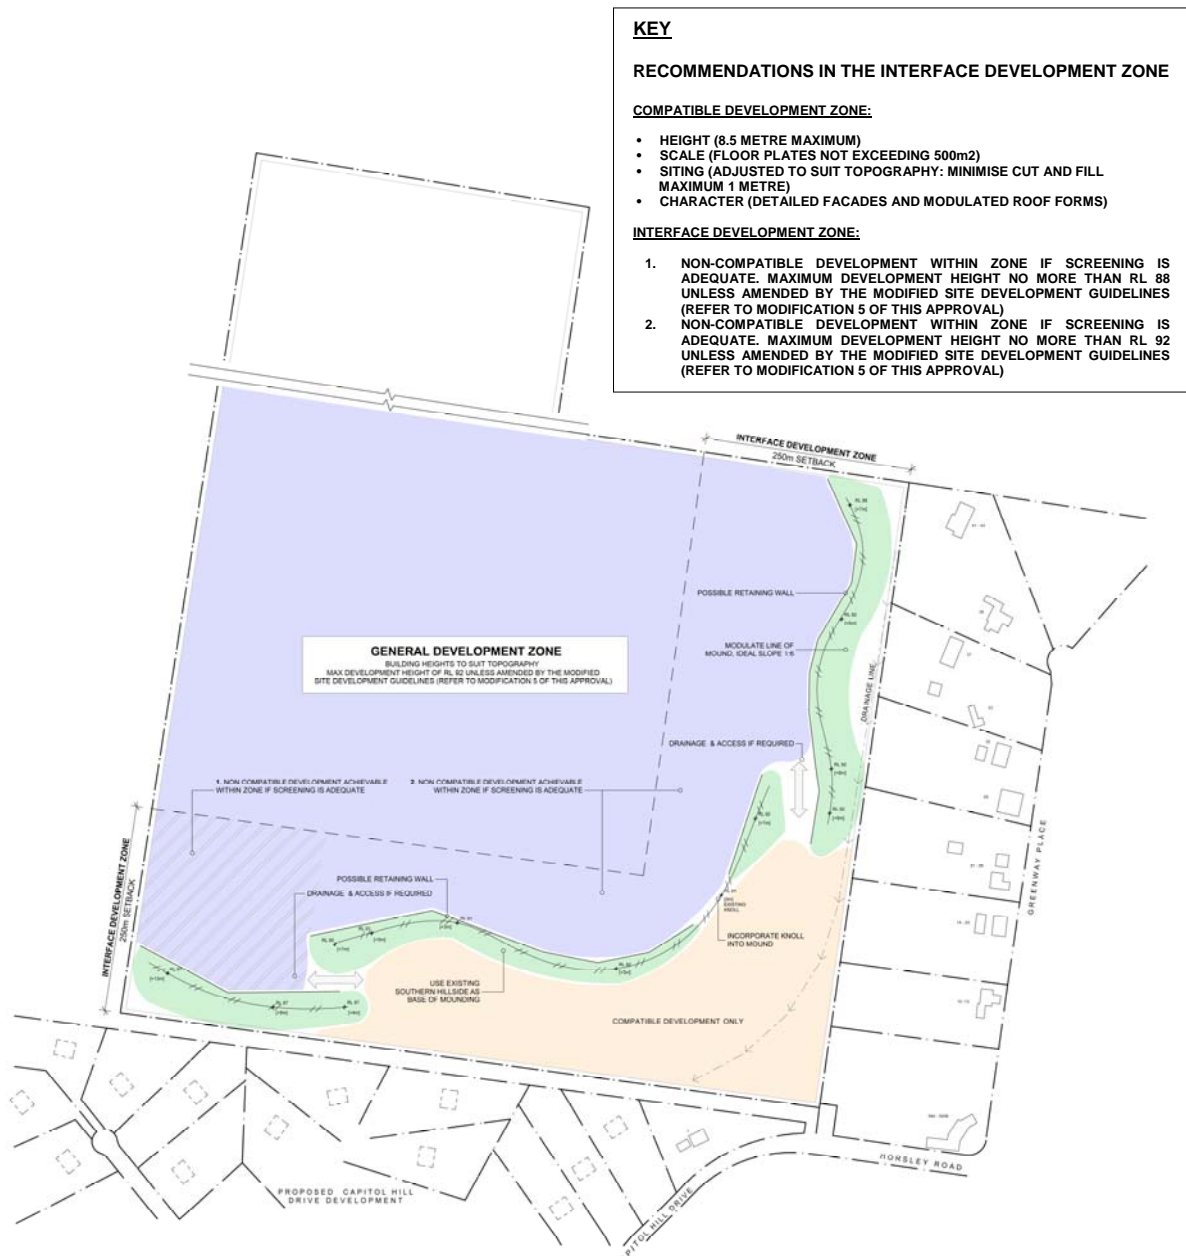 KEY
RECOMMENDATIONS IN THE INTERFACE DEVELOPMENT ZONE
COMPATIBLE DEVELOPMENT ZONE:
• HEIGHT (8.5 METRE MAXIMUM)
• SCALE (FLOOR PLATES NOT EXCEEDING 500m2)
• SITING (ADJUSTED TO SUIT TOPOGRAPHY: MINIMISE CUT AND FILL
MAXIMUM 1 METRE)
• CHARACTER (DETAILED FACADES AND MODULATED ROOF FORMS)
INTERFACE DEVELOPMENT ZONE:
1. NON-COMPATIBLE DEVELOPMENT WITHIN ZONE IF SCREENING IS
ADEQUATE. MAXIMUM DEVELOPMENT HEIGHT NO MORE THAN RL 88
UNLESS AMENDED BY THE MODIFIED SITE DEVELOPMENT GUIDELINES
(REFER TO MODIFICATION 5 OF THIS APPROVAL)
2. NON-COMPATIBLE DEVELOPMENT WITHIN ZONE IF SCREENING IS
ADEQUATE. MAXIMUM DEVELOPMENT HEIGHT NO MORE THAN RL 92
UNLESS AMENDED BY THE MODIFIED SITE DEVELOPMENT GUIDELINES
(REFER TO MODIFICATION 5 OF THIS APPROVAL)
INTERFACE DEVELOPMENT ZONE
250m SETBACK
POSSIBLE RETAINING WALL
MODULATE LINE OF
MOUND, IDEAL SLOPE 1:6
GENERAL DEVELOPMENT ZONE
BUILDING HEIGHTS TO SUIT TOPOGRAPHY
MAX DEVELOPMENT HEIGHT OF RL 92 UNLESS AMENDED BY THE MODIFIED
SITE DEVELOPMENT GUIDELINES (REFER TO MODIFICATION 5 OF THIS APPROVAL)
DRAINAGE LINE
DRAINAGE & ACCESS IF REQUIRED
1. NON COMPATIBLE DEVELOPMENT ACHIEVABLE
WITHIN ZONE IF SCREENING IS ADEQUATE
2. NON COMPATIBLE DEVELOPMENT ACHIEVABLE
WITHIN ZONE IF SCREENING IS ADEQUATE
INTERFACE DEVELOPMENT ZONE
250m SETBACK
POSSIBLE RETAINING WALL
DRAINAGE & ACCESS IF REQUIRED
EXISTING
KNOLL
INCORPORATE KNOLL
INTO MOUND
USE EXISTING
SOUTHERN HILLSIDE AS
BASE OF MOUNDING
COMPATIBLE DEVELOPMENT ONLY
GREENWAY PLACE
HORSLEY ROAD
PITOL HILL DRIVE
PROPOSED CAPITOL HILL
DRIVE DEVELOPMENT